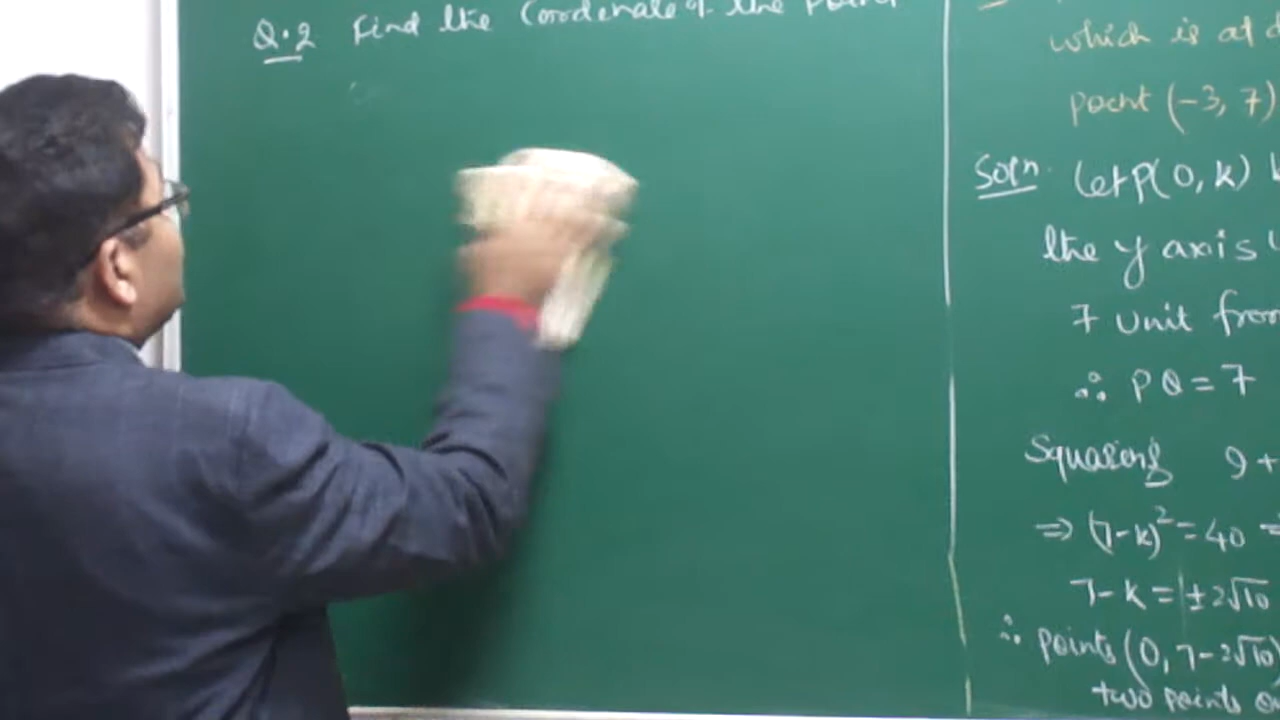 Q.2 Find the Coordenate of the point
which is at d
point (-3, 7)
Soln. Let P(0, k) b
the y axis
7 unit from
∴ PQ = 7
Squaring 9 +
⇒ (7-k)² = 40 =
7-k = ± 2√10
∴ points (0, 7-2√10)
two points o